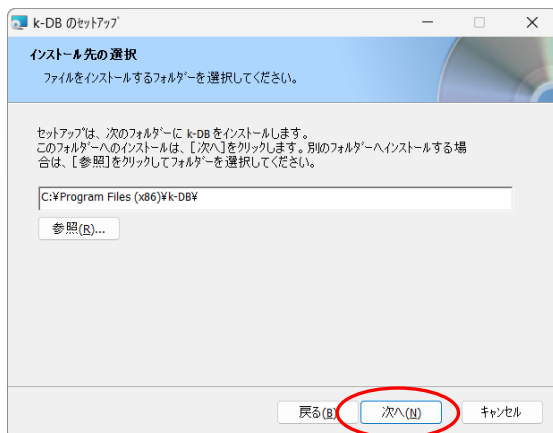 k-DB のセットアップ
インストール先の選択
ファイルをインストールするフォルダーを選択してください。
セットアップは、次のフォルダーに k-DB をインストールします。
このフォルダーへのインストールは、[次へ]をクリックします。別のフォルダーへインストールする場
合は、[参照]をクリックしてフォルダーを選択してください。
C:¥Program Files (x86)¥k-DB¥
参照(R)...
戻る(B) 次へ(N) キャンセル